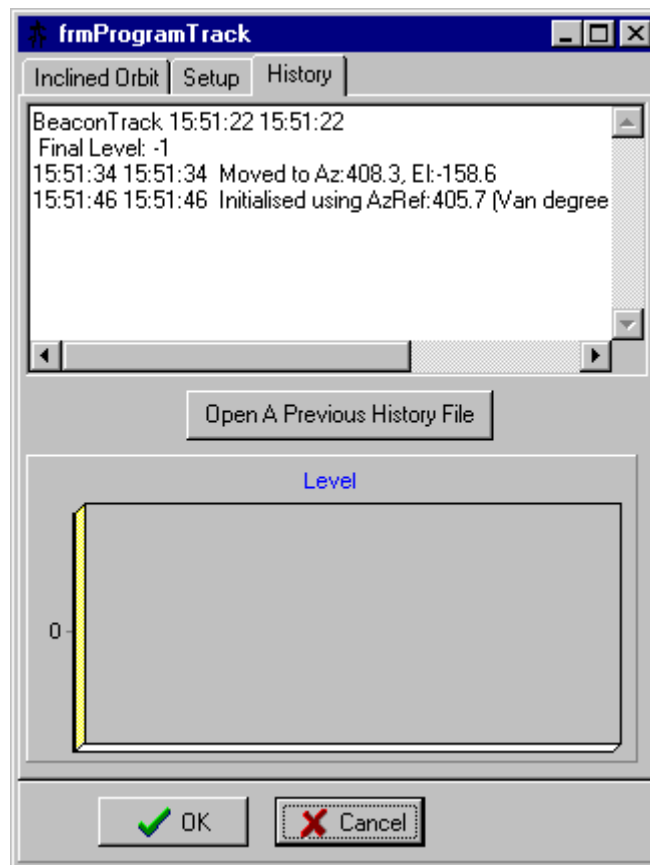 frmProgramTrack
Inclined Orbit Setup History
BeaconTrack 15:51:22 15:51:22
Final Level: -1
15:51:34 15:51:34 Moved to Az:408.3, El:-158.6
15:51:46 15:51:46 Initialised using AzRef:405.7 (Van degree
Open A Previous History File
Level
0
OK Cancel